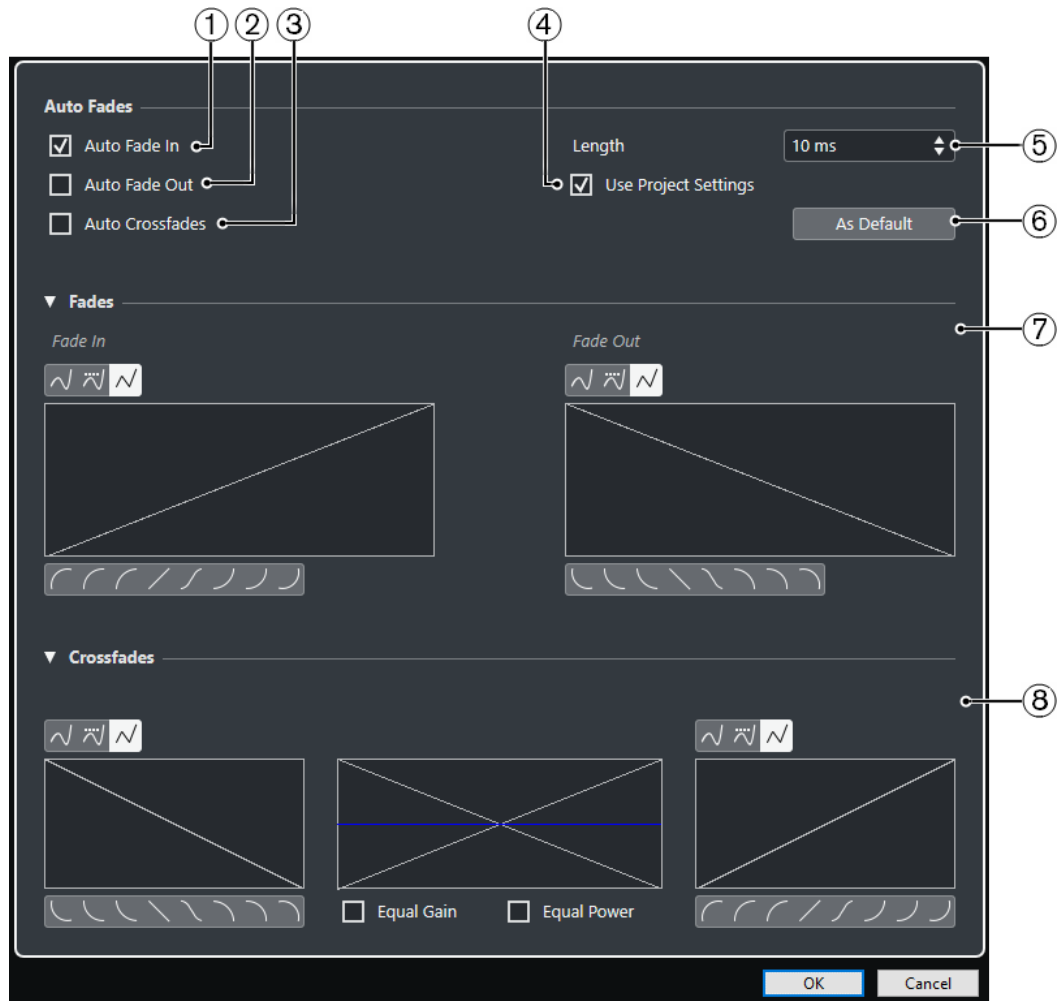 ① ② ③ ④
Auto Fades
Auto Fade In
Length
10 ms
⑤
Auto Fade Out
Use Project Settings
Auto Crossfades
As Default
⑥
Fades
⑦
Fade In
Fade Out
Crossfades
⑧
Equal Gain
Equal Power
OK
Cancel